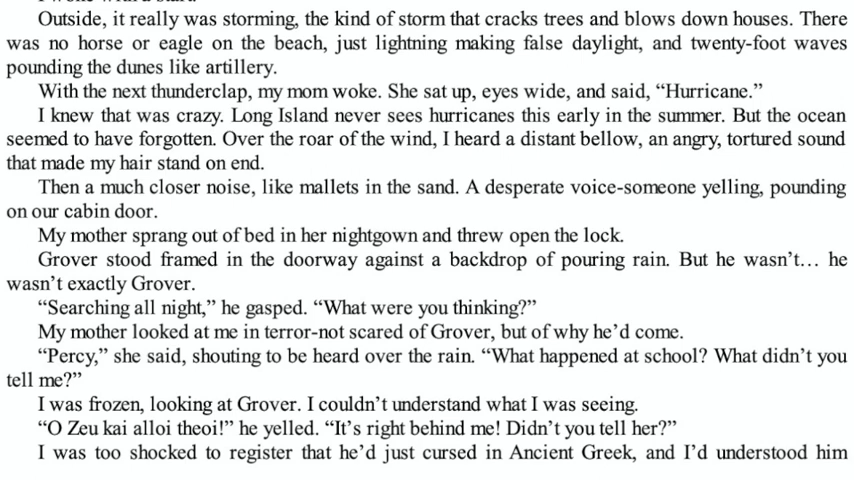 Outside, it really was storming, the kind of storm that cracks trees and blows down houses. There
was no horse or eagle on the beach, just lightning making false daylight, and twenty-foot waves
pounding the dunes like artillery.
With the next thunderclap, my mom woke. She sat up, eyes wide, and said, “Hurricane.”
I knew that was crazy. Long Island never sees hurricanes this early in the summer. But the ocean
seemed to have forgotten. Over the roar of the wind, I heard a distant bellow, an angry, tortured sound
that made my hair stand on end.
Then a much closer noise, like mallets in the sand. A desperate voice-someone yelling, pounding
on our cabin door.
My mother sprang out of bed in her nightgown and threw open the lock.
Grover stood framed in the doorway against a backdrop of pouring rain. But he wasn’t… he
wasn’t exactly Grover.
“Searching all night,” he gasped. “What were you thinking?”
My mother looked at me in terror-not scared of Grover, but of why he’d come.
“Percy,” she said, shouting to be heard over the rain. “What happened at school? What didn’t you
tell me?”
I was frozen, looking at Grover. I couldn’t understand what I was seeing.
“O Zeu kai alloi theoi!” he yelled. “It’s right behind me! Didn’t you tell her?”
I was too shocked to register that he’d just cursed in Ancient Greek, and I’d understood him